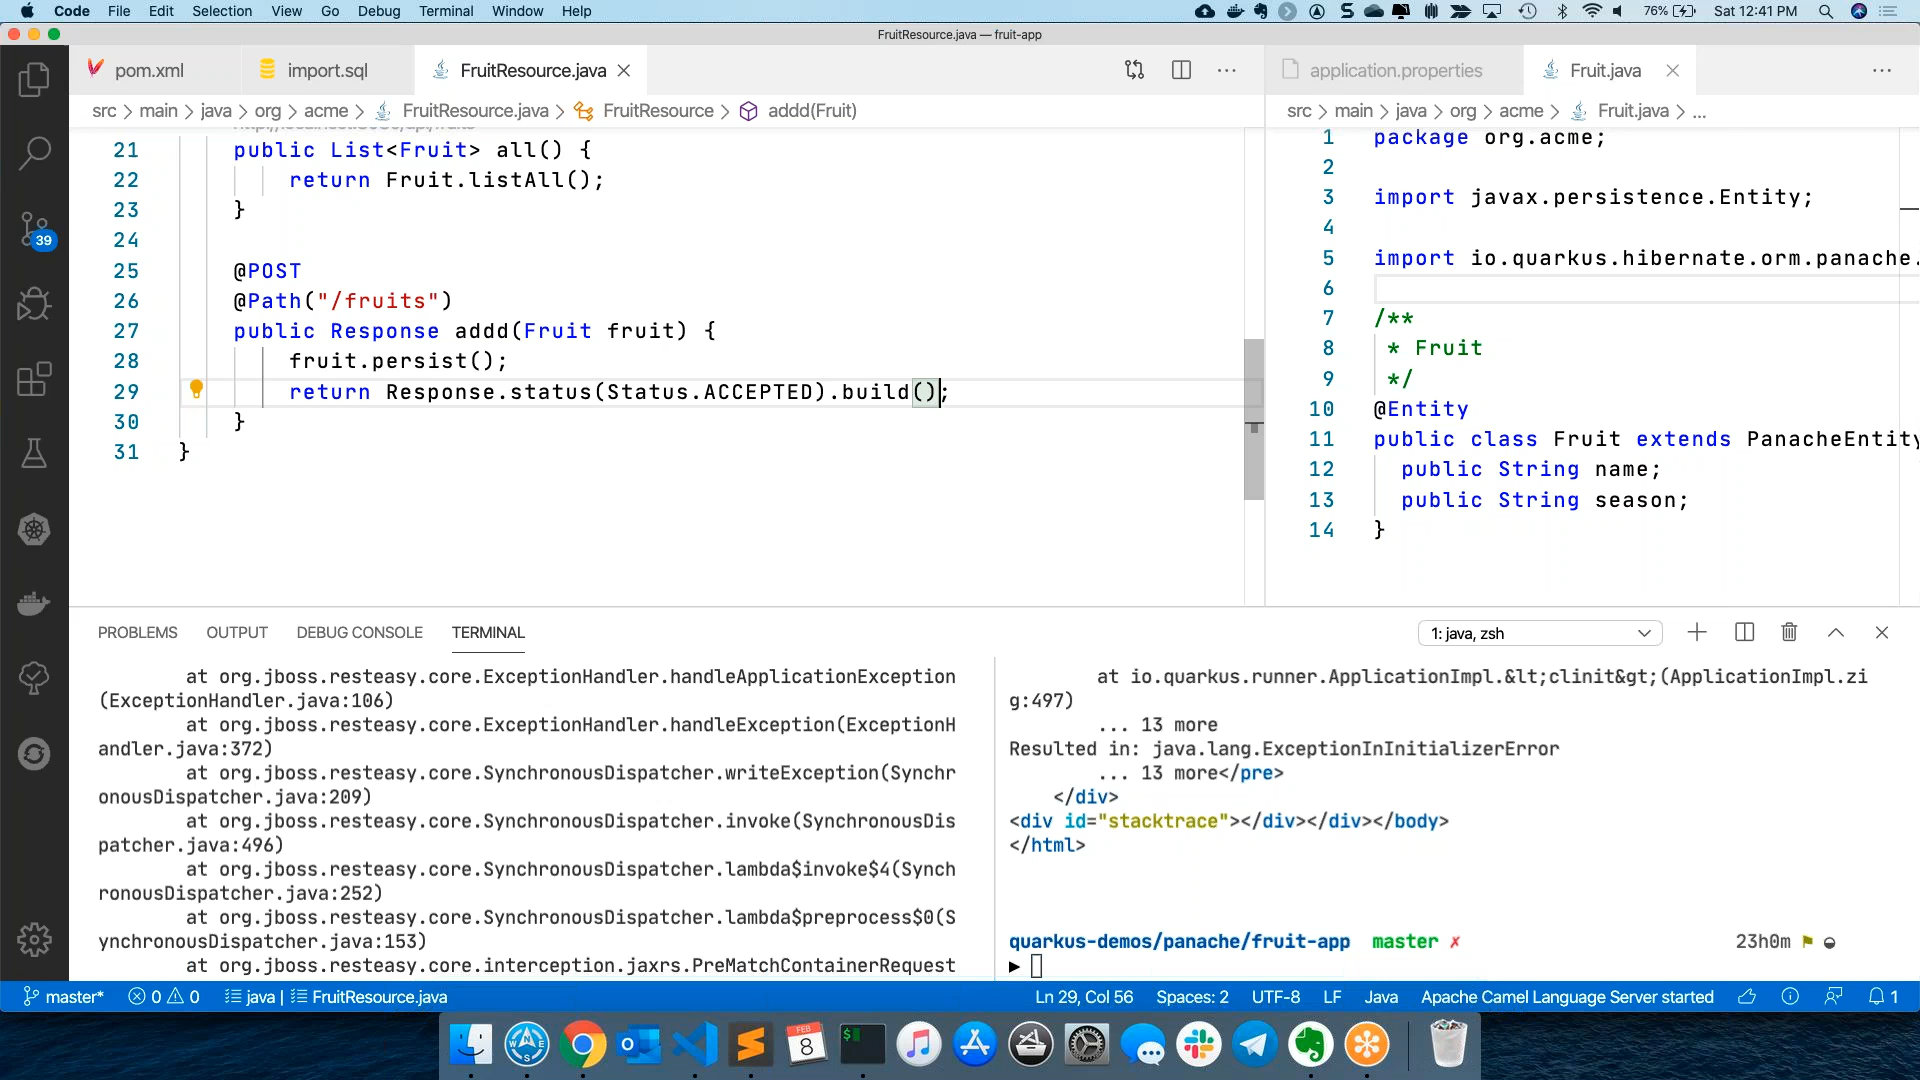 Code File Edit Selection View Go Debug Terminal Window Help
76% Sat 12:41 PM
FruitResource.java — fruit-app
pom.xml import.sql FruitResource.java
application.properties Fruit.java
src > main > java > org > acme > FruitResource.java > FruitResource > addd(Fruit)
src > main > java > org > acme > Fruit.java > ...
21 public List<Fruit> all() {
22 return Fruit.listAll();
23 }
24
25 @POST
26 @Path("/fruits")
27 public Response addd(Fruit fruit) {
28 fruit.persist();
29 return Response.status(Status.ACCEPTED).build();
30 }
31 }
1 package org.acme;
2
3 import javax.persistence.Entity;
4
5 import io.quarkus.hibernate.orm.panache.
6
7 /**
8 * Fruit
9 */
10 @Entity
11 public class Fruit extends PanacheEntity
12 public String name;
13 public String season;
14 }
39
PROBLEMS OUTPUT DEBUG CONSOLE TERMINAL
1: java, zsh
at org.jboss.resteasy.core.ExceptionHandler.handleApplicationException
(ExceptionHandler.java:106)
at org.jboss.resteasy.core.ExceptionHandler.handleException(ExceptionH
andler.java:372)
at org.jboss.resteasy.core.SynchronousDispatcher.writeException(Synchr
onousDispatcher.java:209)
at org.jboss.resteasy.core.SynchronousDispatcher.invoke(SynchronousDis
patcher.java:496)
at org.jboss.resteasy.core.SynchronousDispatcher.lambda$invoke$4(Synch
ronousDispatcher.java:252)
at org.jboss.resteasy.core.SynchronousDispatcher.lambda$preprocess$0(S
ynchronousDispatcher.java:153)
at org.jboss.resteasy.core.interception.jaxrs.PreMatchContainerRequest
at io.quarkus.runner.ApplicationImpl.&lt;clinit&gt;(ApplicationImpl.zi
g:497)
... 13 more
Resulted in: java.lang.ExceptionInInitializerError
... 13 more</pre>
</div>
<div id="stacktrace"></div></div></body>
</html>
quarkus-demos/panache/fruit-app master ✗ 23h0m
master* 0 0 java | FruitResource.java
Ln 29, Col 56 Spaces: 2 UTF-8 LF Java Apache Camel Language Server started 1
FEB
8